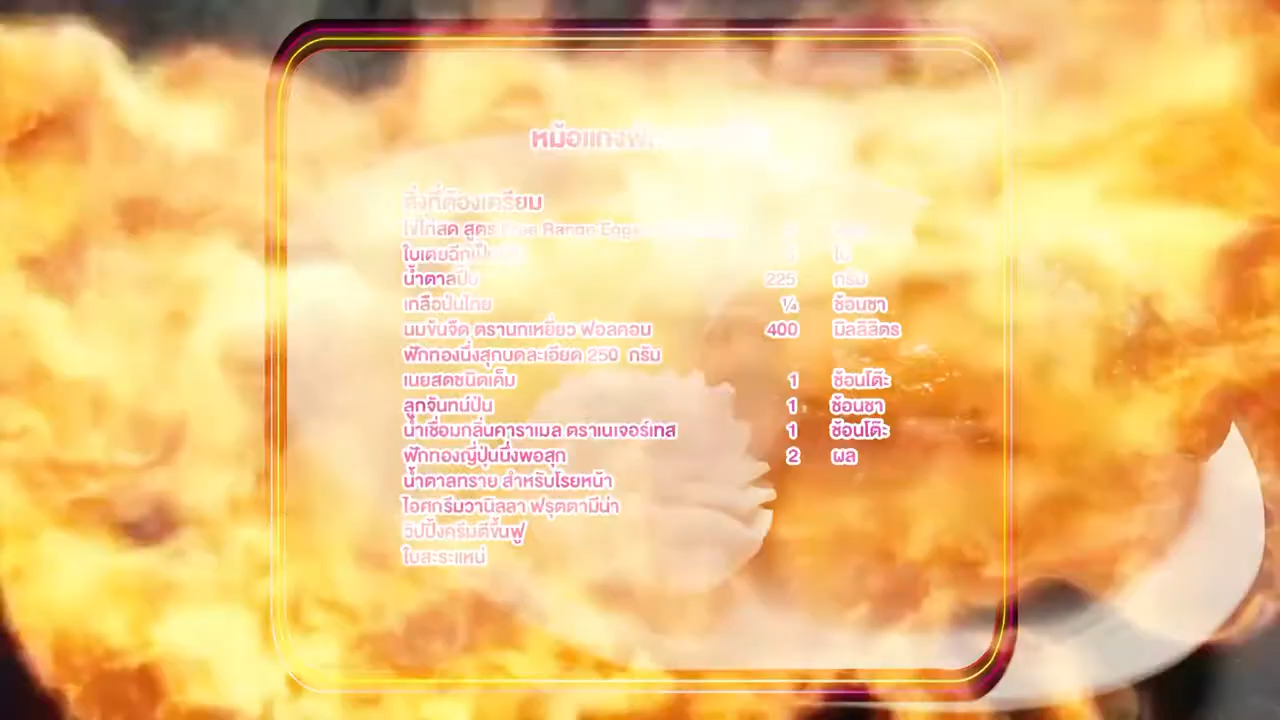 หม้อแกง
สิ่งที่ต้องเตรียม
ไข่ไก่สด สูตร Free Range Eggs
ใบเตยฉีก ใบ
น้ำตาลปี๊บ 225 กรัม
เกลือป่นไทย ¼ ช้อนชา
นมข้นจืด ตรานกเหยี่ยว ฟอลคอน 400 มิลลิลิตร
ฟักทองนึ่งสุกบดละเอียด 250 กรัม
เนยสดชนิดเค็ม 1 ช้อนโต๊ะ
ลูกจันทน์ป่น 1 ช้อนชา
น้ำเชื่อมกลิ่นคาราเมล ตราเนเจอร์เทส 1 ช้อนโต๊ะ
ฟักทองญี่ปุ่นนึ่งพอสุก 2 ผล
น้ำตาลทราย สำหรับโรยหน้า
ไอศกรีมวานิลลา ฟรุตตามีน่า
วิปปิ้งครีมตีขึ้นฟู
ใบสะระแหน่